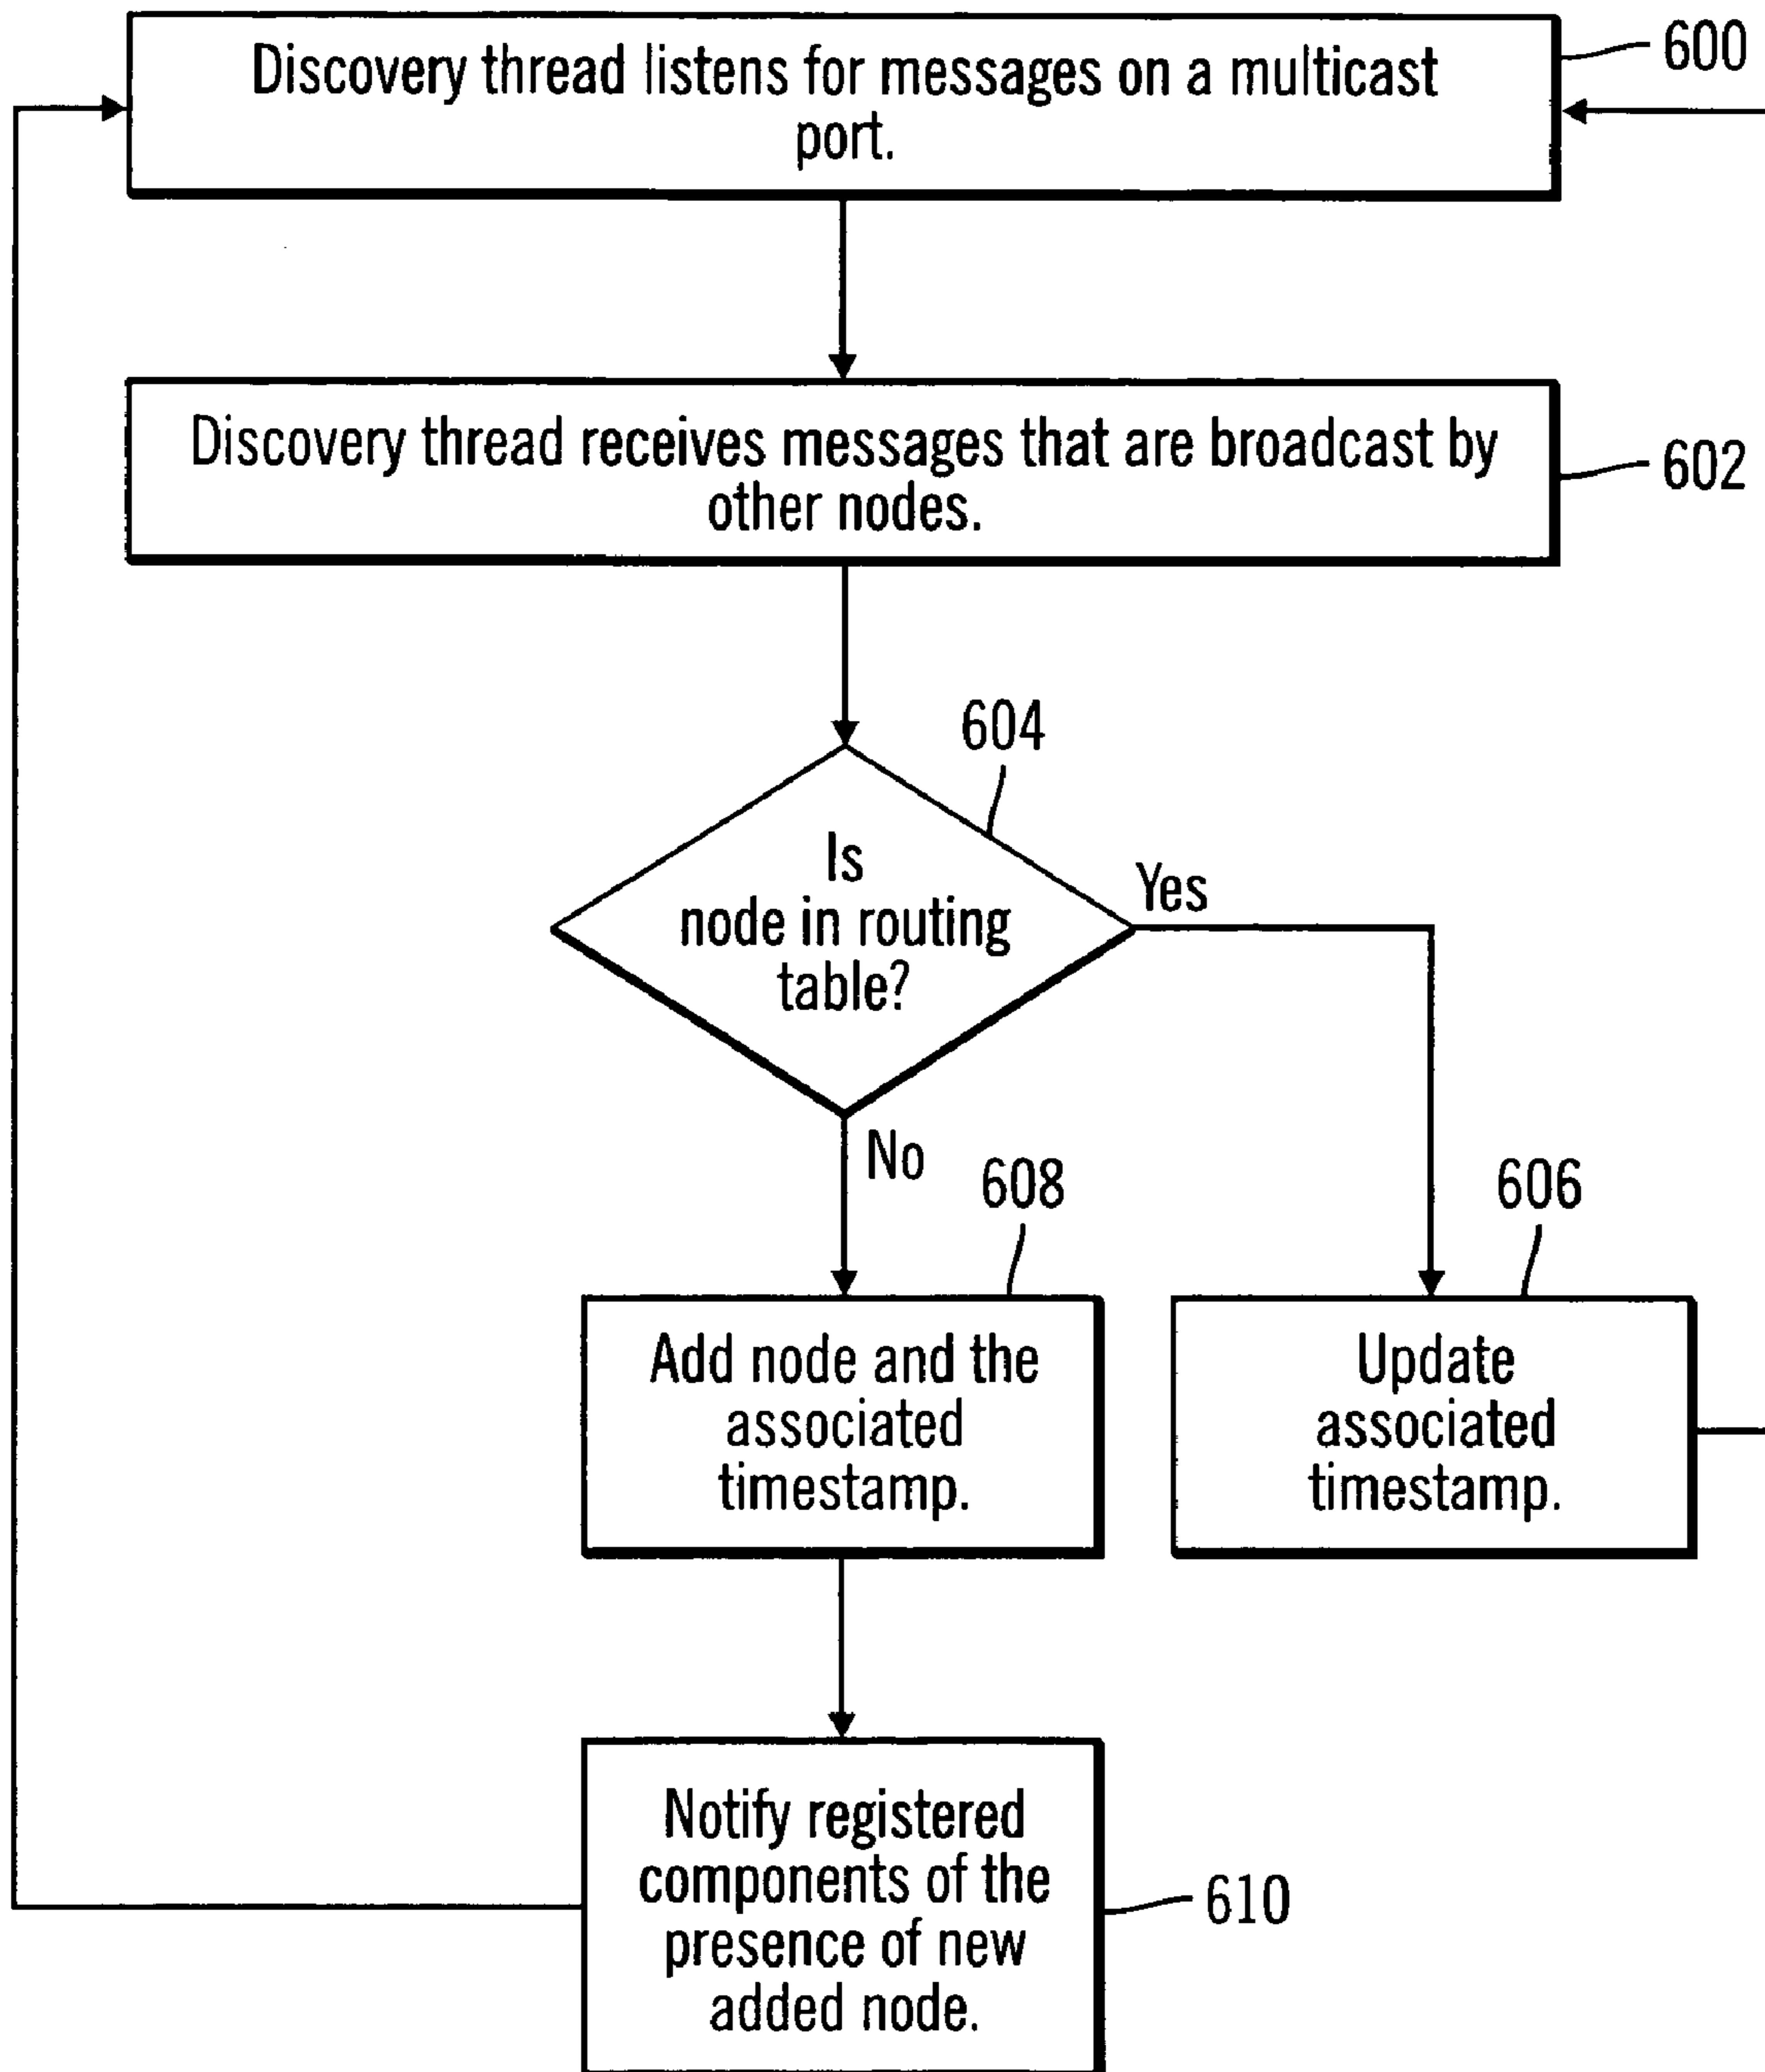 Discovery thread listens for messages on a multicast
port.
600
Discovery thread receives messages that are broadcast by
other nodes.
602
604
Is
node in routing
table?
Yes
No
608
606
Add node and the
associated
timestamp.
Update
associated
timestamp.
Notify registered
components of the
presence of new
added node.
610